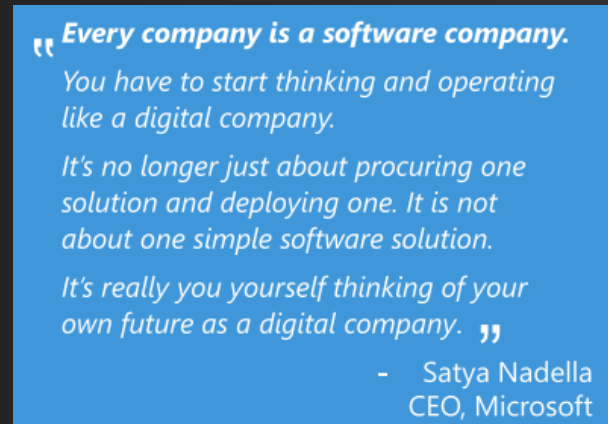 " Every company is a software company.
You have to start thinking and operating
like a digital company.
It's no longer just about procuring one
solution and deploying one. It is not
about one simple software solution.
It's really you yourself thinking of your
own future as a digital company. "
- Satya Nadella
CEO, Microsoft